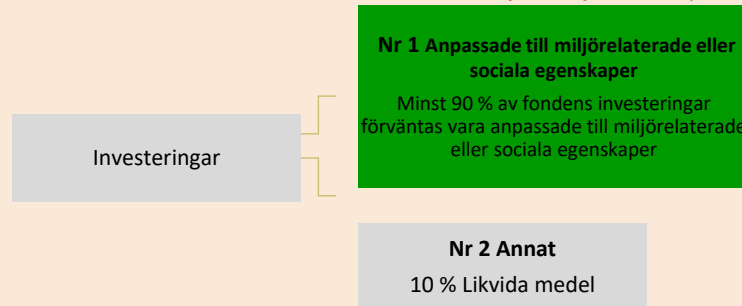 Nr 1 Anpassade till miljörelaterade eller
sociala egenskaper
Minst 90 % av fondens investeringar
förväntas vara anpassade till miljörelaterade
eller sociala egenskaper
Investeringar
Nr 2 Annat
10 % Likvida medel